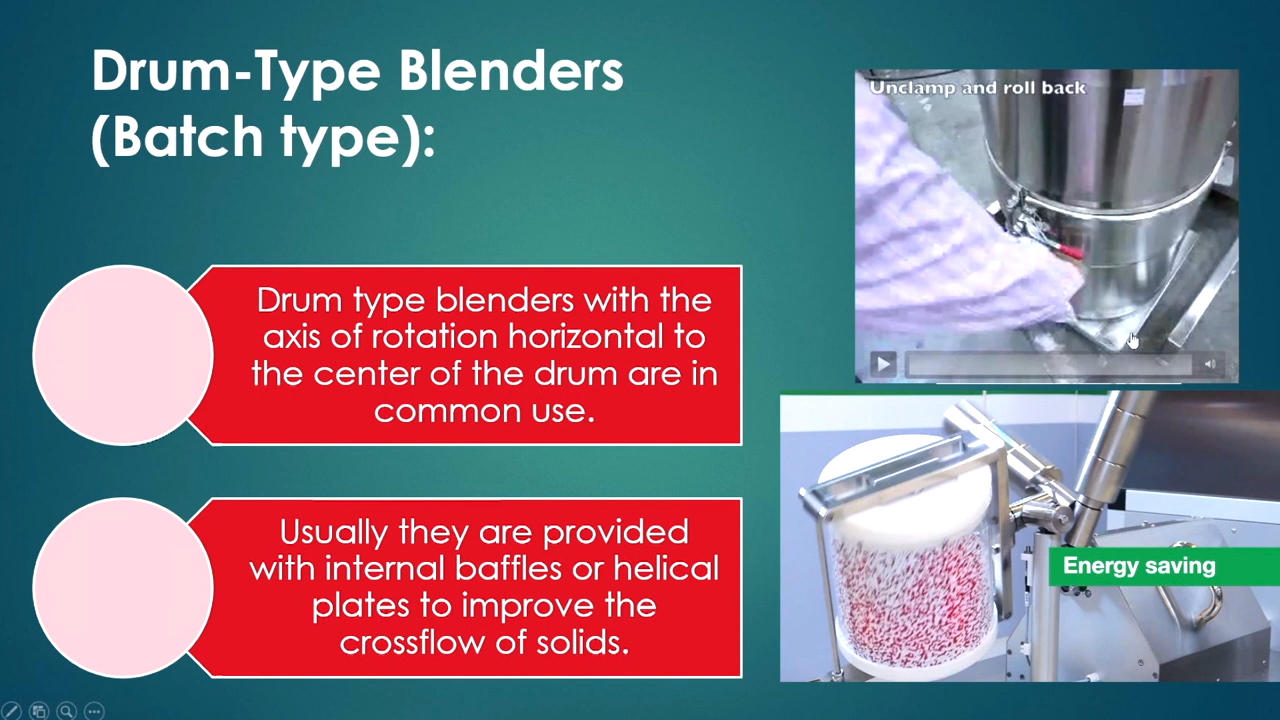 Drum-Type Blenders
(Batch type):
Drum type blenders with the
axis of rotation horizontal to
the center of the drum are in
common use.
Usually they are provided
with internal baffles or helical
plates to improve the
crossflow of solids.
Unclamp and roll back
Energy saving